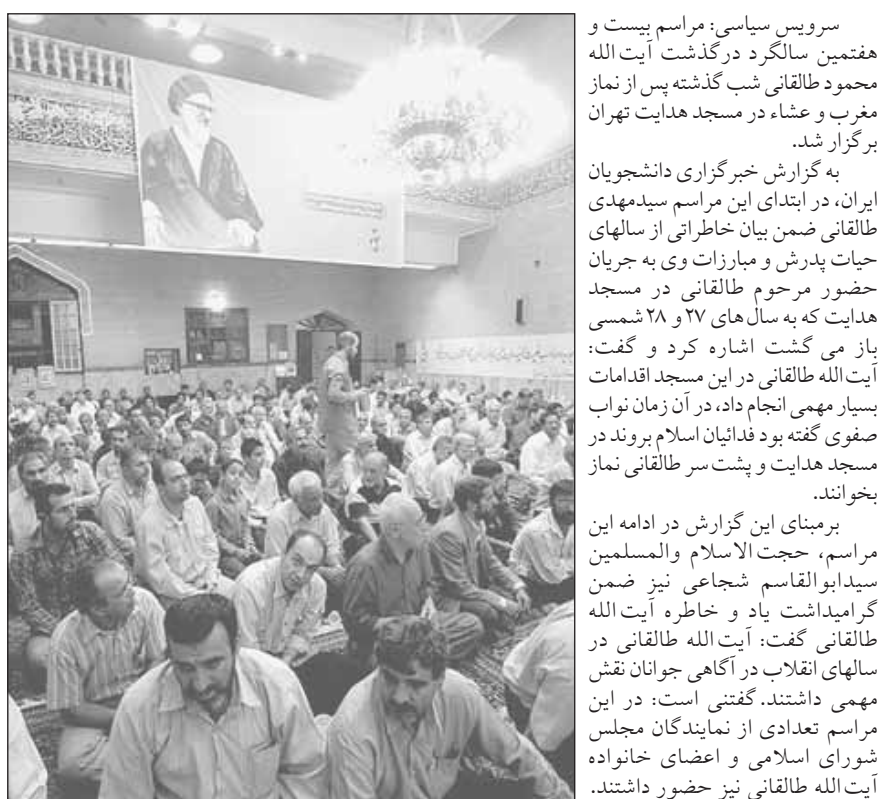 سرویس سیاسی: مراسم بیست و
هفتمین سالگرد درگذشت آیت الله
محمود طالقانی شب گذشته پس از نماز
مغرب و عشاء در مسجد هدایت تهران
برگزار شد.
به گزارش خبرگزاری دانشجویان
ایران، در ابتدای این مراسم سیدمهدی
طالقانی ضمن بیان خاطراتی از سالهای
حیات پدرش و مبارزات وی به جریان
حضور مرحوم طالقانی در مسجد
هدایت که به سال های ۲۷ و ۲۸ شمسی
باز می گشت اشاره کرد و گفت:
آیت‌الله طالقانی در این مسجد اقدامات
بسیار مهمی انجام داد، در آن زمان نواب
صفوی گفته بود فدائیان اسلام بروند در
مسجد هدایت و پشت سر طالقانی نماز
بخوانند.
برمبنای این گزارش در ادامه این
مراسم، حجت‌الاسلام والمسلمین
سیدابوالقاسم شجاعی نیز ضمن
گرامیداشت یاد و خاطره آیت‌الله
طالقانی گفت: آیت‌الله طالقانی در
سالهای انقلاب در آگاهی جوانان نقش
مهمی داشتند. گفتنی است: در این
مراسم تعدادی از نمایندگان مجلس
شورای اسلامی و اعضای خانواده
آیت‌الله طالقانی نیز حضور داشتند.